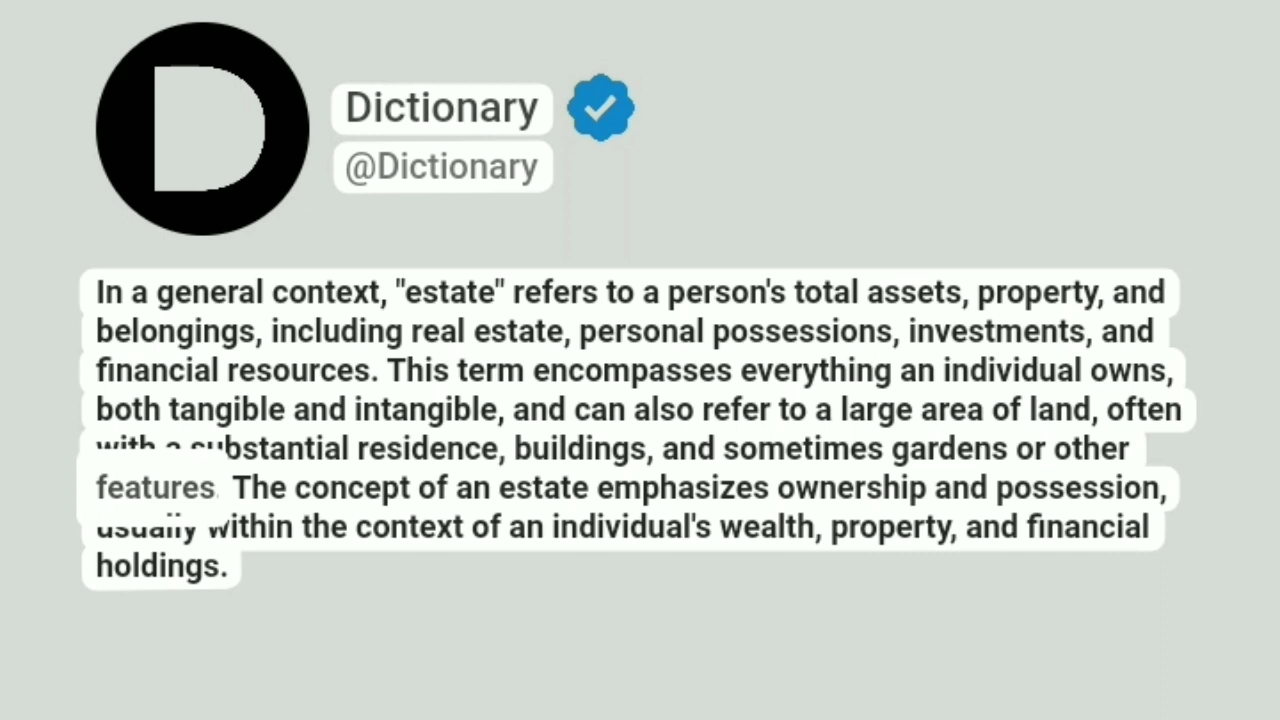 D
Dictionary
@Dictionary
In a general context, "estate" refers to a person's total assets, property, and
belongings, including real estate, personal possessions, investments, and
financial resources. This term encompasses everything an individual owns,
both tangible and intangible, and can also refer to a large area of land, often
with a substantial residence, buildings, and sometimes gardens or other
features. The concept of an estate emphasizes ownership and possession,
usually within the context of an individual's wealth, property, and financial
holdings.